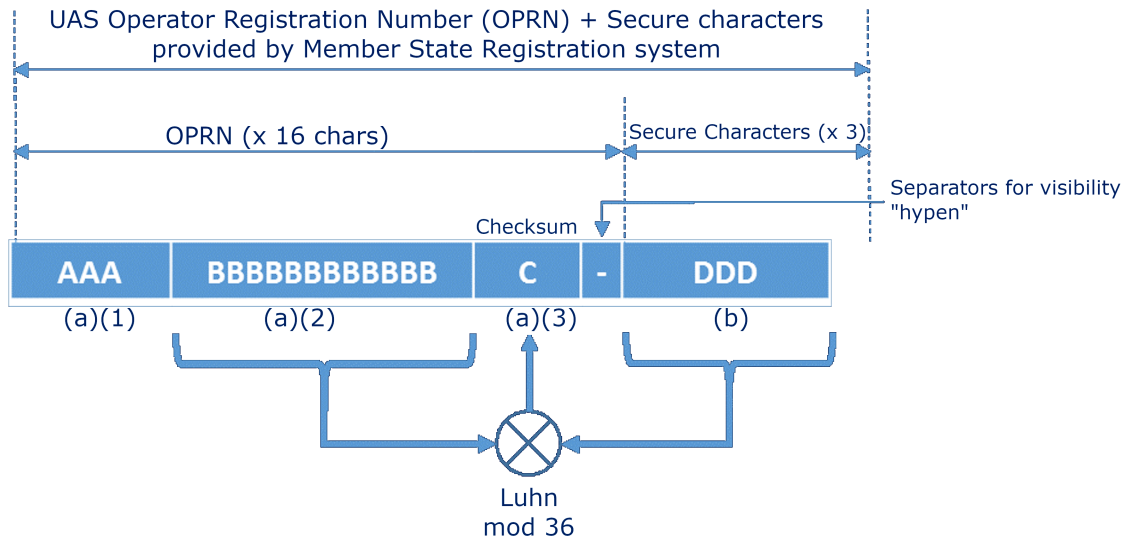 UAS Operator Registration Number (OPRN) + Secure characters
provided by Member State Registration system
OPRN (x 16 chars)
Secure Characters (x 3)
Separators for visibility
"hypen"
Checksum
AAA
BBBBBBBBBBBB
C
-
DDD
(a)(1)
(a)(2)
(a)(3)
(b)
Luhn
mod 36